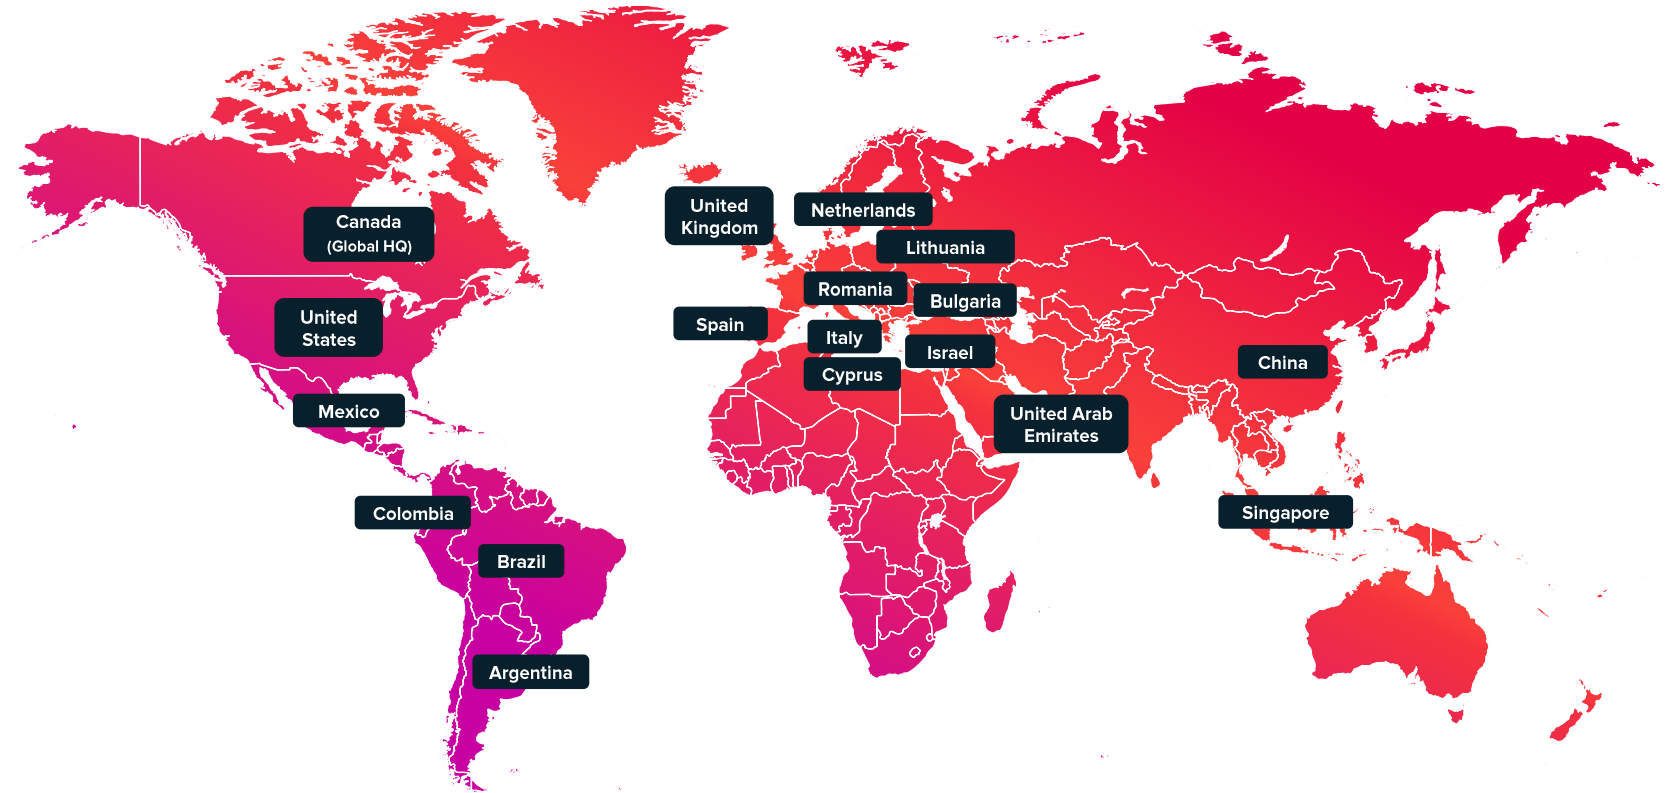 Canada
(Global HQ)
United
States
Mexico
Colombia
Brazil
Argentina
United
Kingdom
Netherlands
Lithuania
Romania
Bulgaria
Spain
Italy
Israel
Cyprus
United Arab
Emirates
China
Singapore